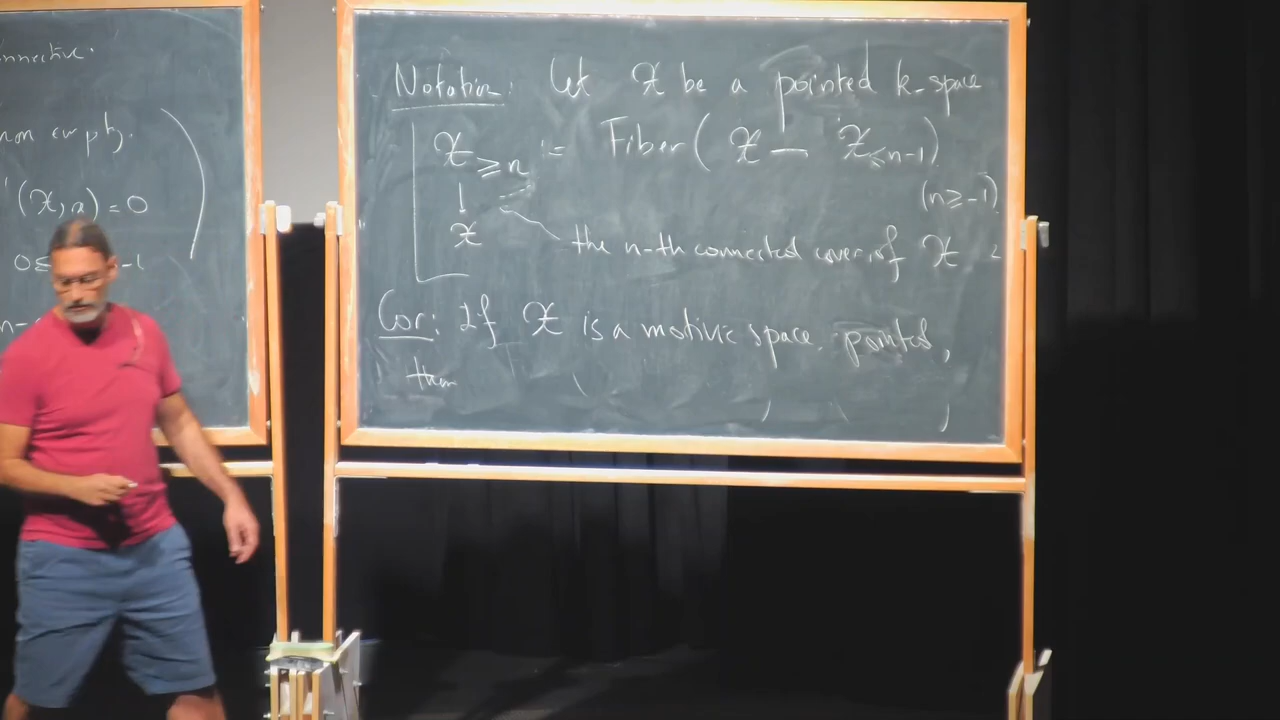 nnective.
non empty.
(𝒳, a) = 0
0 ≤ -1
n-
Notation: Let 𝒳 be a pointed k-space
𝒳≥n := Fiber( 𝒳 — 𝒳≤n-1)
↓
(n≥-1)
𝒳
the n-th connected cover of 𝒳
Cor: If 𝒳 is a motivic space, pointed,
then